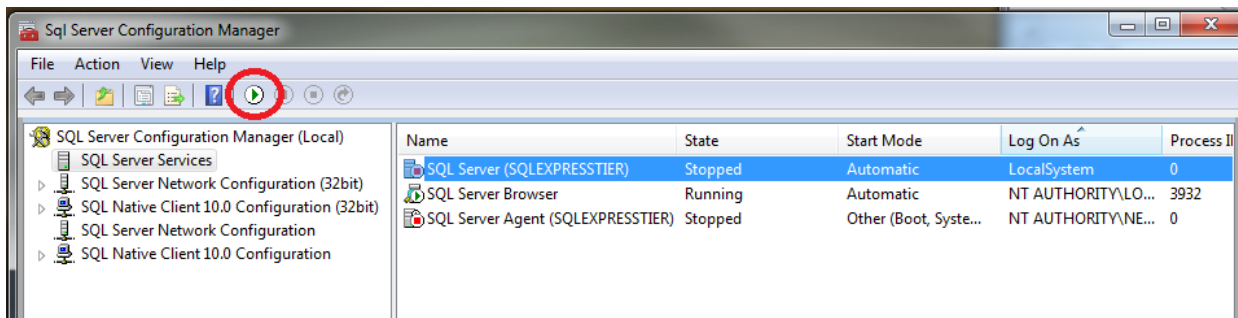 Sql Server Configuration Manager
File Action View Help
SQL Server Configuration Manager (Local)
SQL Server Services
SQL Server Network Configuration (32bit)
SQL Native Client 10.0 Configuration (32bit)
SQL Server Network Configuration
SQL Native Client 10.0 Configuration
Name State Start Mode Log On As Process II
SQL Server (SQLEXPRESSTIER) Stopped Automatic LocalSystem 0
SQL Server Browser Running Automatic NT AUTHORITY\LO... 3932
SQL Server Agent (SQLEXPRESSTIER) Stopped Other (Boot, Syste... NT AUTHORITY\NE... 0